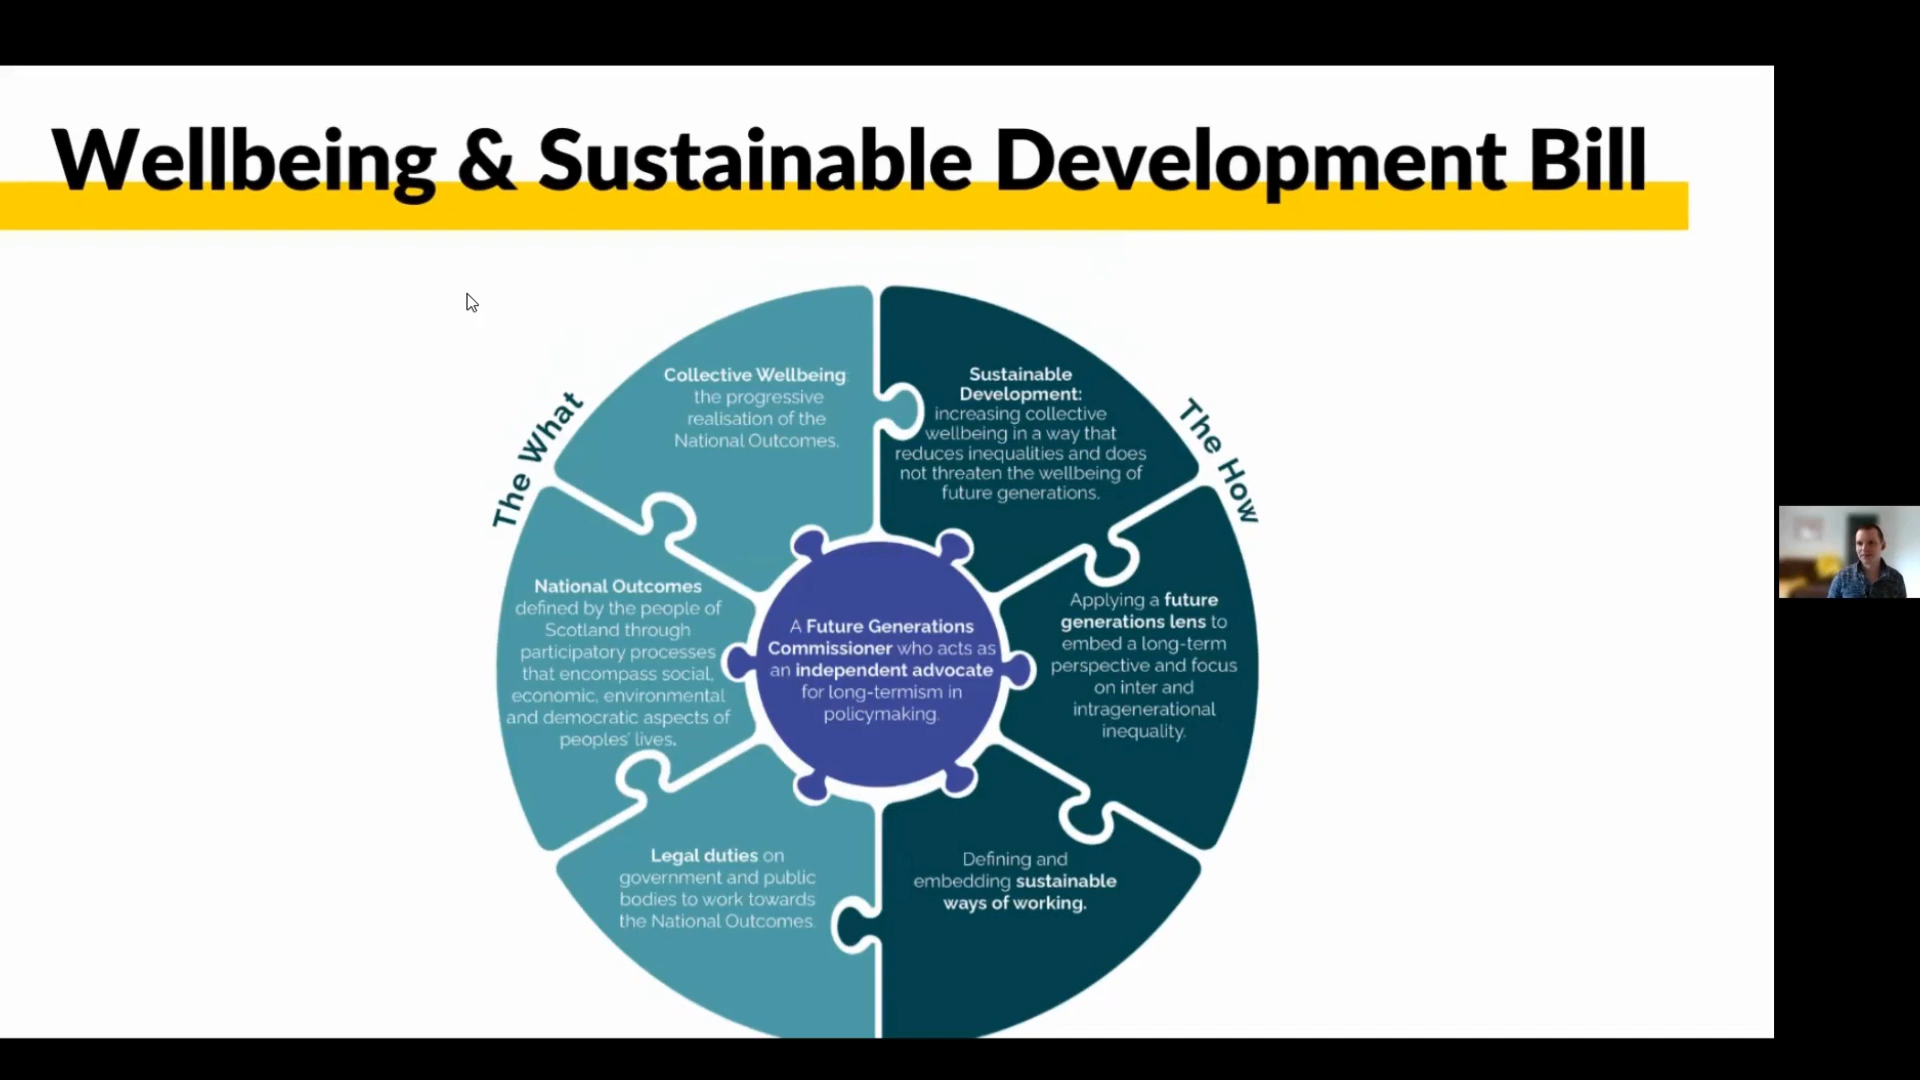 Wellbeing & Sustainable Development Bill
The What
The How
Collective Wellbeing:
the progressive
realisation of the
National Outcomes.
Sustainable
Development:
increasing collective
wellbeing in a way that
reduces inequalities and does
not threaten the wellbeing of
future generations.
National Outcomes
defined by the people of
Scotland through
participatory processes
that encompass social,
economic, environmental
and democratic aspects of
peoples' lives.
A Future Generations
Commissioner who acts as
an independent advocate
for long-termism in
policymaking.
Applying a future
generations lens to
embed a long-term
perspective and focus
on inter and
intragenerational
inequality.
Legal duties on
government and public
bodies to work towards
the National Outcomes.
Defining and
embedding sustainable
ways of working.